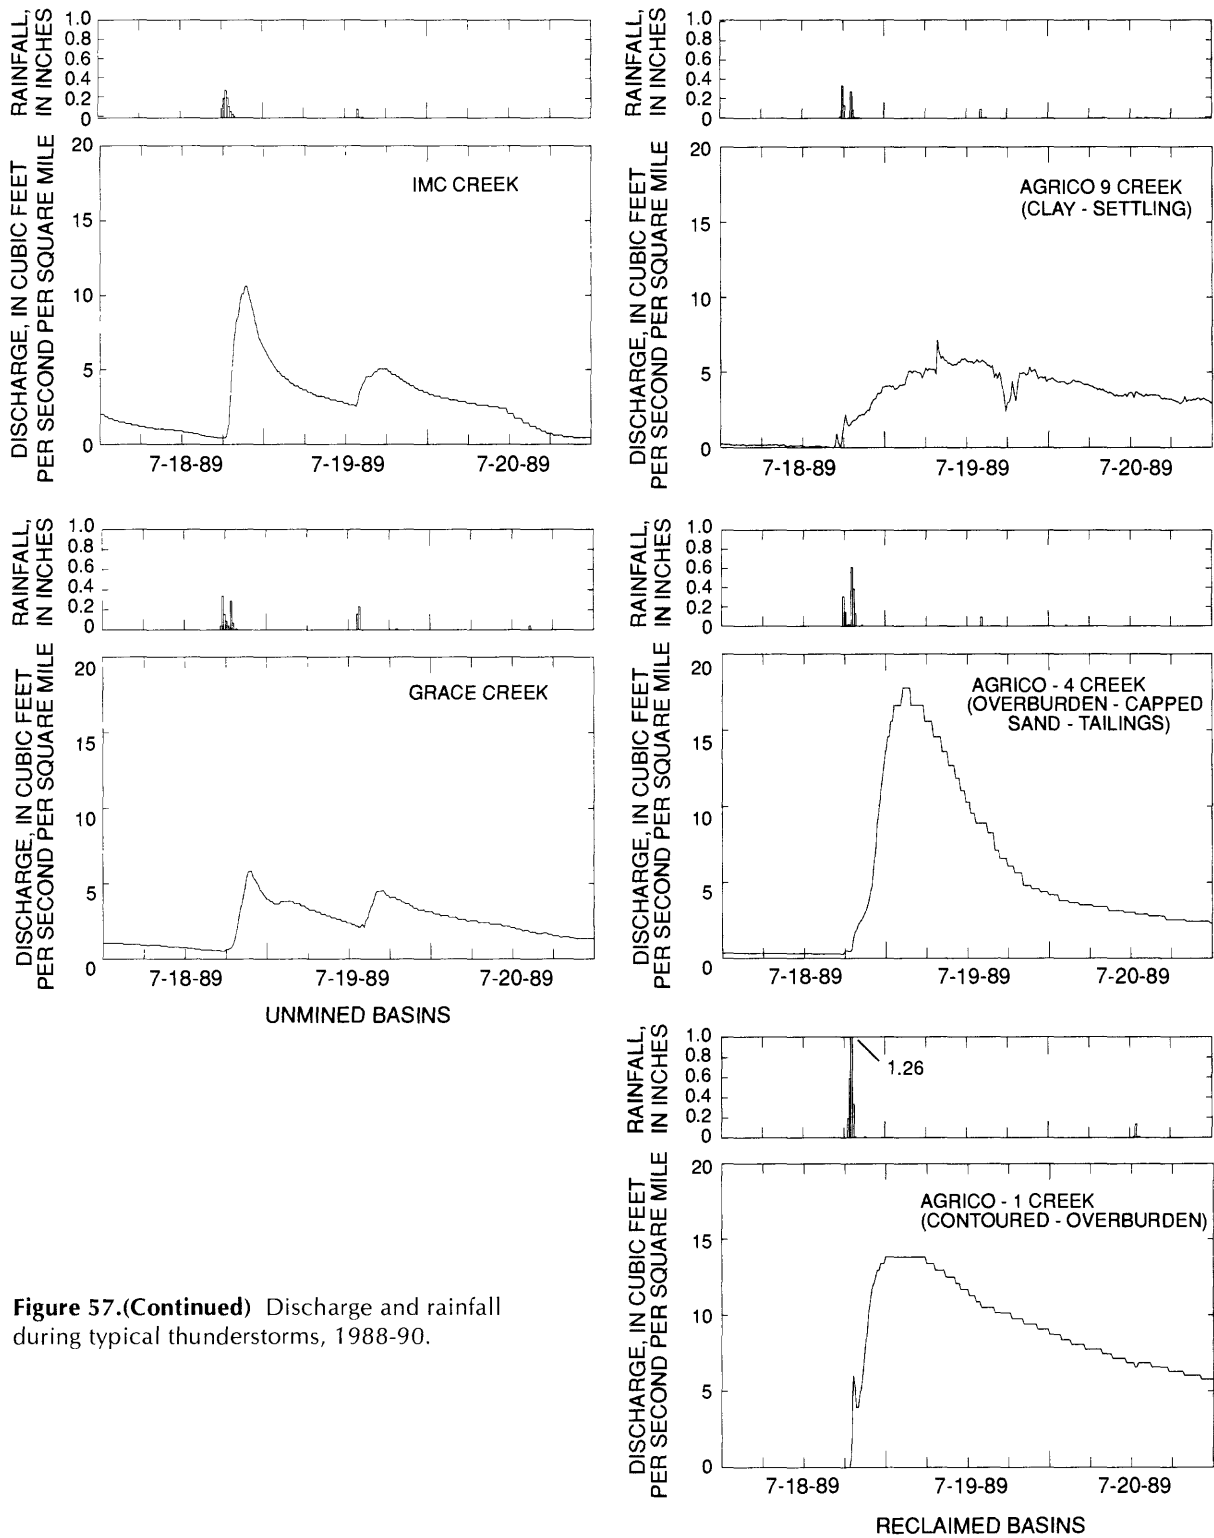 RAINFALL,
IN INCHES
1.0
0.8
0.6
0.4
0.2
0
DISCHARGE, IN CUBIC FEET
PER SECOND PER SQUARE MILE
20
15
10
5
0
IMC CREEK
7-18-89 7-19-89 7-20-89
RAINFALL,
IN INCHES
1.0
0.8
0.6
0.4
0.2
0
DISCHARGE, IN CUBIC FEET
PER SECOND PER SQUARE MILE
20
15
10
5
0
GRACE CREEK
7-18-89 7-19-89 7-20-89
UNMINED BASINS
RAINFALL,
IN INCHES
1.0
0.8
0.6
0.4
0.2
0
DISCHARGE, IN CUBIC FEET
PER SECOND PER SQUARE MILE
20
15
10
5
0
AGRICO 9 CREEK
(CLAY - SETTLING)
7-18-89 7-19-89 7-20-89
RAINFALL,
IN INCHES
1.0
0.8
0.6
0.4
0.2
0
DISCHARGE, IN CUBIC FEET
PER SECOND PER SQUARE MILE
20
15
10
5
0
AGRICO - 4 CREEK
(OVERBURDEN - CAPPED
SAND - TAILINGS)
7-18-89 7-19-89 7-20-89
RAINFALL,
IN INCHES
1.0
0.8
0.6
0.4
0.2
0
1.26
DISCHARGE, IN CUBIC FEET
PER SECOND PER SQUARE MILE
20
15
10
5
0
AGRICO - 1 CREEK
(CONTOURED - OVERBURDEN)
7-18-89 7-19-89 7-20-89
RECLAIMED BASINS
Figure 57.(Continued) Discharge and rainfall
during typical thunderstorms, 1988-90.